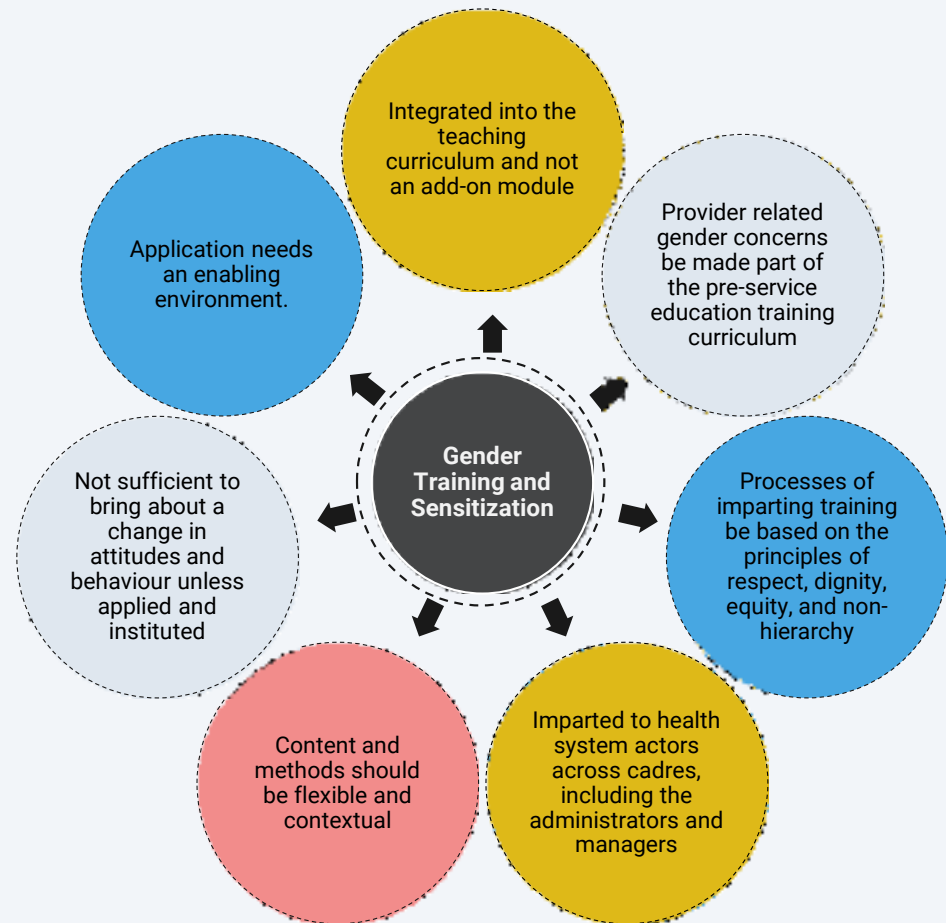 Integrated into the
teaching
curriculum and not
an add-on module
Provider related
gender concerns
be made part of
the pre-service
education training
curriculum
Processes of
imparting training
be based on the
principles of
respect, dignity,
equity, and non-
hierarchy
Imparted to health
system actors
across cadres,
including the
administrators and
managers
Content and
methods should
be flexible and
contextual
Not sufficient to
bring about a
change in
attitudes and
behaviour unless
applied and
instituted
Application needs
an enabling
environment.
Gender
Training and
Sensitization